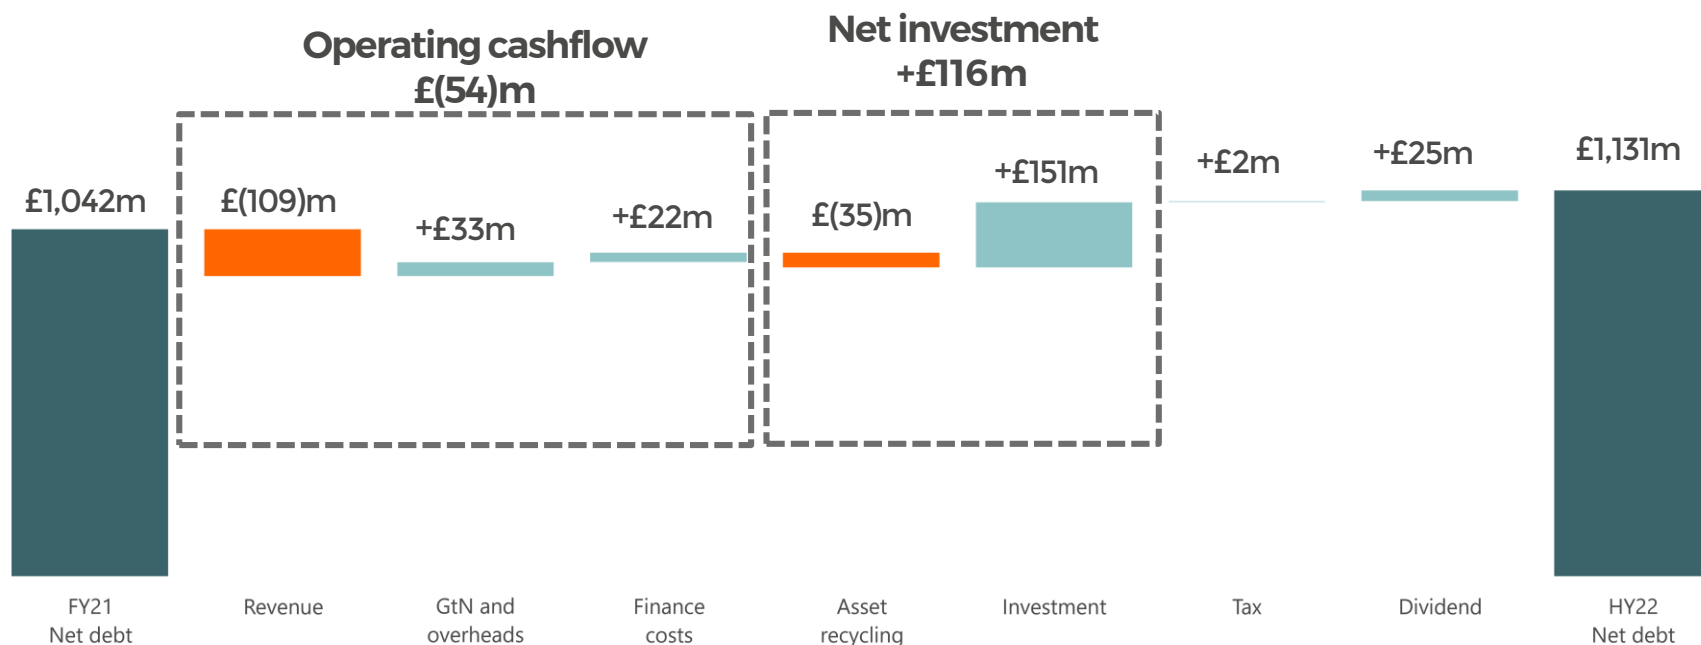 Operating cashflow
£(54)m
Net investment
+£116m
£1,042m
£(109)m
+£33m
+£22m
£(35)m
+£151m
+£2m
+£25m
£1,131m
FY21
Net debt
Revenue
GtN and
overheads
Finance
costs
Asset
recycling
Investment
Tax
Dividend
HY22
Net debt